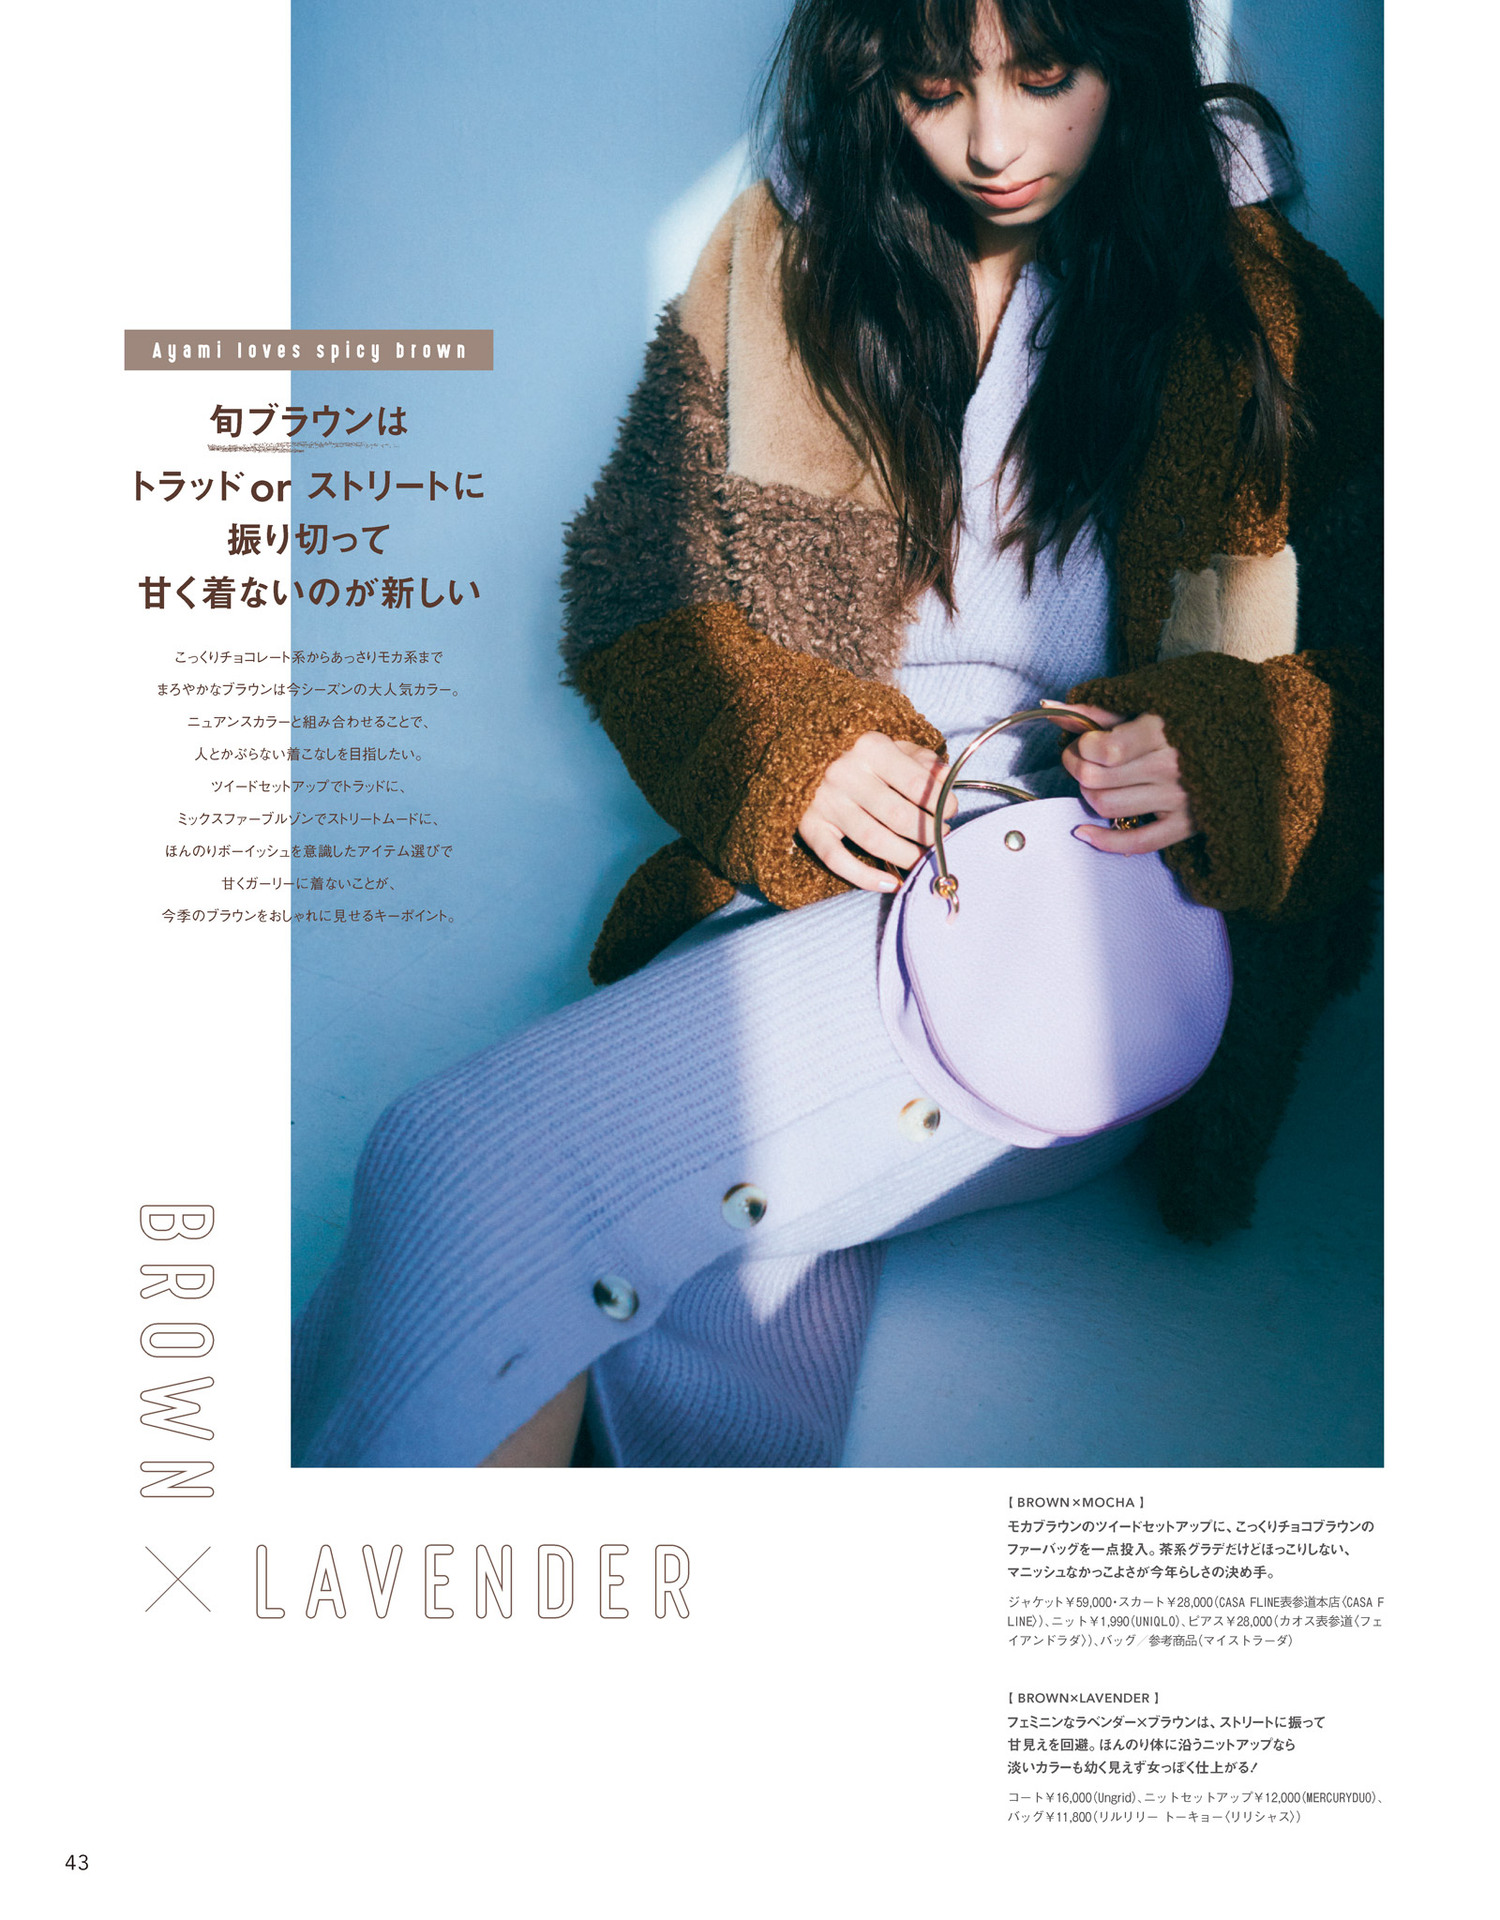 Ayami loves spicy brown
旬ブラウンは
トラッド or ストリートに
振り切って
甘く着ないのが新しい
こっくりチョコレート系からあっさりモカ系まで
まろやかなブラウンは今シーズンの大人気カラー。
ニュアンスカラーと組み合わせることで、
人とかぶらない着こなしを目指したい。
ツイードセットアップでトラッドに、
ミックスファーブルゾンでストリートムードに、
ほんのりボーイッシュを意識したアイテム選びで
甘くガーリーに着ないことが、
今季のブラウンをおしゃれに見せるキーポイント。
BROWN
× LAVENDER
【 BROWN×MOCHA 】
モカブラウンのツイードセットアップに、こっくりチョコブラウンの
ファーバッグを一点投入。茶系グラデだけどほっこりしない、
マニッシュなかっこよさが今年らしさの決め手。
ジャケット￥59,000・スカート￥28,000（CASA FLINE表参道本店〈CASA F
LINE〉）、ニット￥1,990（UNIQLO）、ピアス￥28,000（カオス表参道〈フェ
イアンドラダ〉）、バッグ／参考商品（マイストラーダ）
【 BROWN×LAVENDER 】
フェミニンなラベンダー×ブラウンは、ストリートに振って
甘見えを回避。ほんのり体に沿うニットアップなら
淡いカラーも幼く見えず女っぽく仕上がる！
コート￥16,000（Ungrid）、ニットセットアップ￥12,000（MERCURYDUO）、
バッグ￥11,800（リルリリー トーキョー〈リリシャス〉）
43